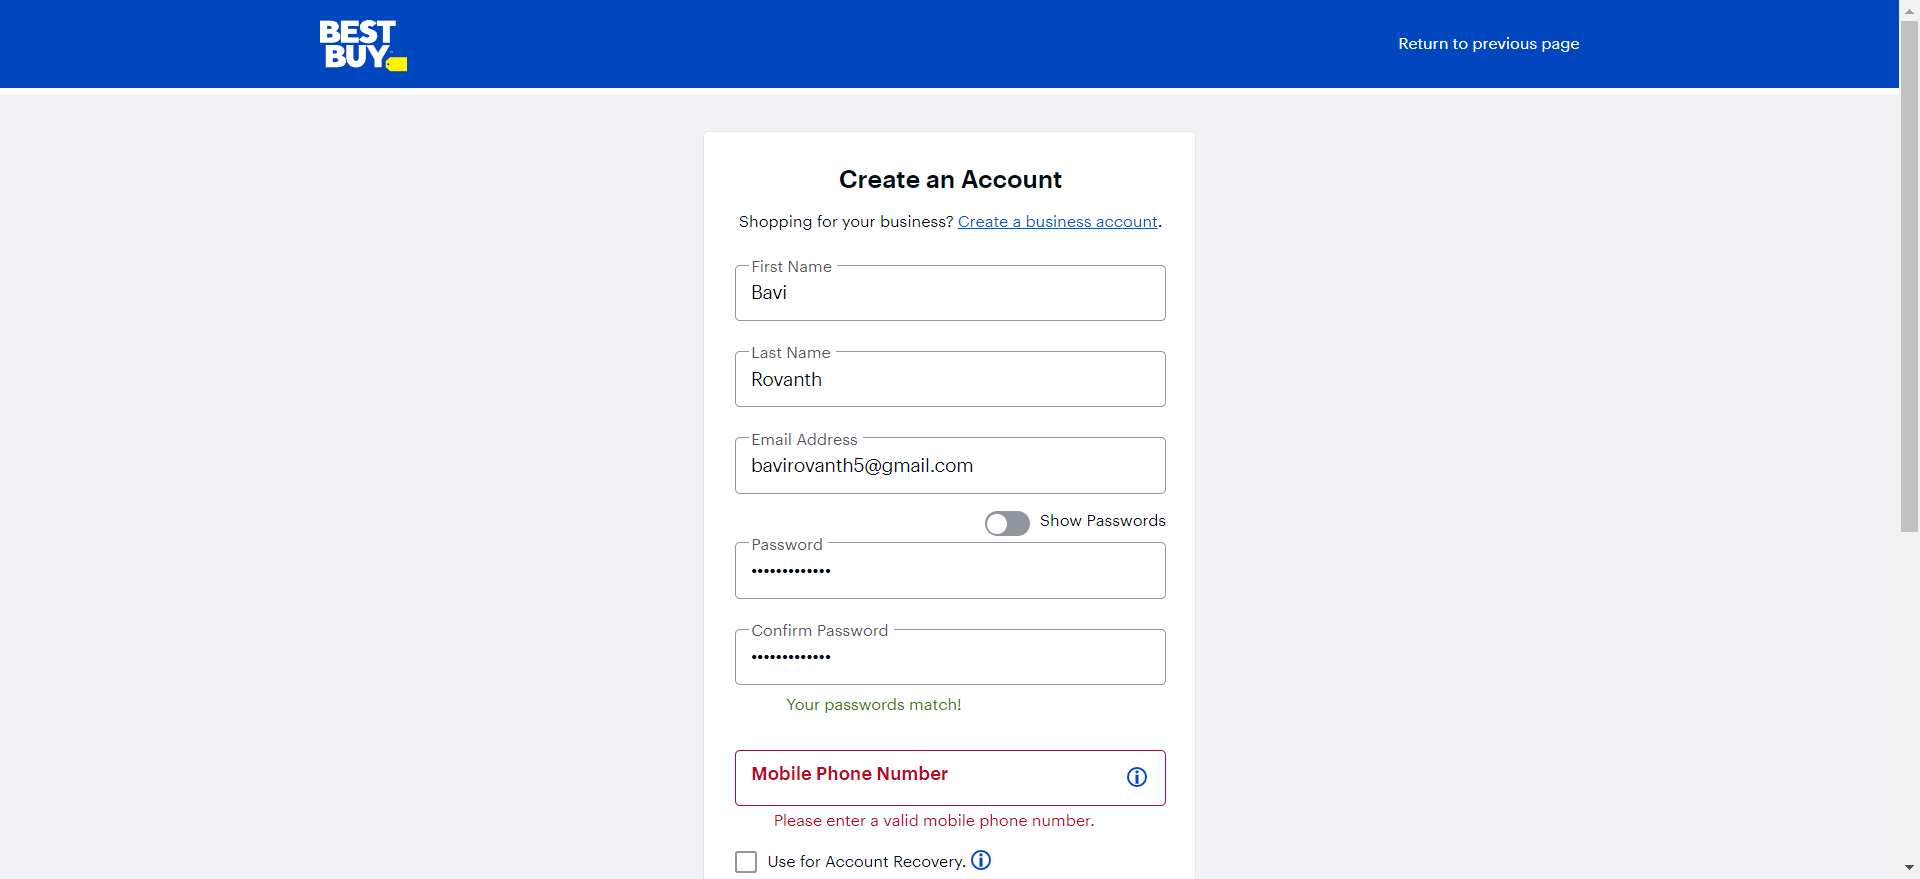 BEST
BUY
Return to previous page
Create an Account
Shopping for your business? Create a business account.
First Name
Bavi
Last Name
Rovanth
Email Address
bavirovanth5@gmail.com
Show Passwords
Password
•••••••••••••
Confirm Password
•••••••••••••
Your passwords match!
Mobile Phone Number
Please enter a valid mobile phone number.
Use for Account Recovery.